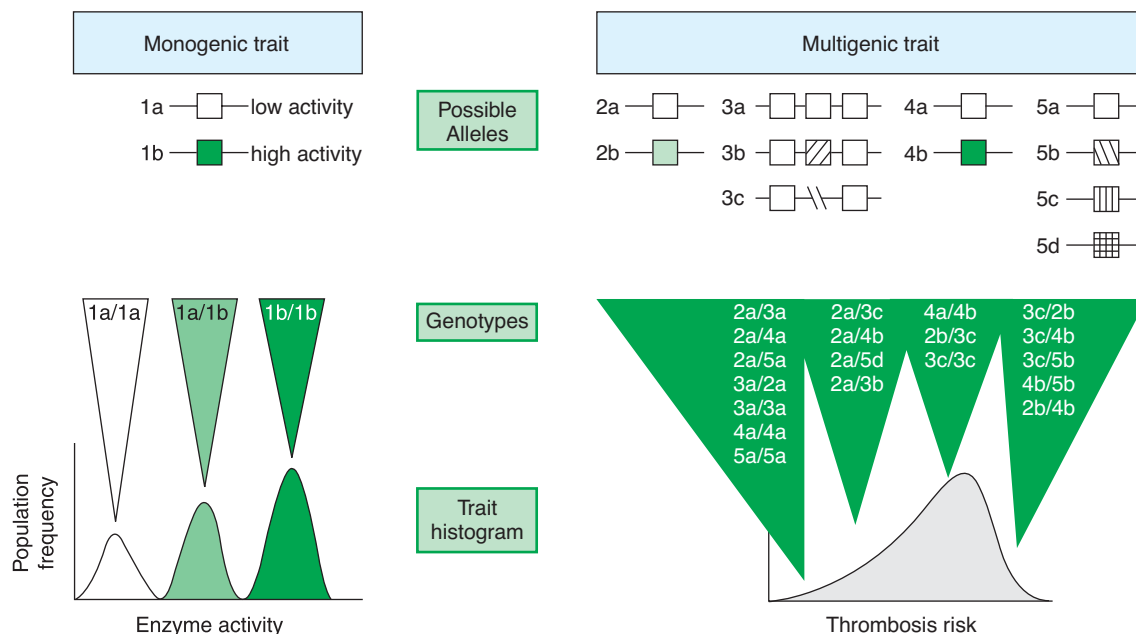 Monogenic trait
Multigenic trait
1a low activity
1b high activity
Possible
Alleles
2a 3a 4a 5a
2b 3b 4b 5b
3c 5c
5d
1a/1a 1a/1b 1b/1b
Genotypes
2a/3a 2a/3c 4a/4b 3c/2b
2a/4a 2a/4b 2b/3c 3c/4b
2a/5a 2a/5d 3c/3c 3c/5b
3a/2a 2a/3b 4b/5b
3a/3a 2b/4b
4a/4a
5a/5a
Population
frequency
Trait
histogram
Enzyme activity
Thrombosis risk